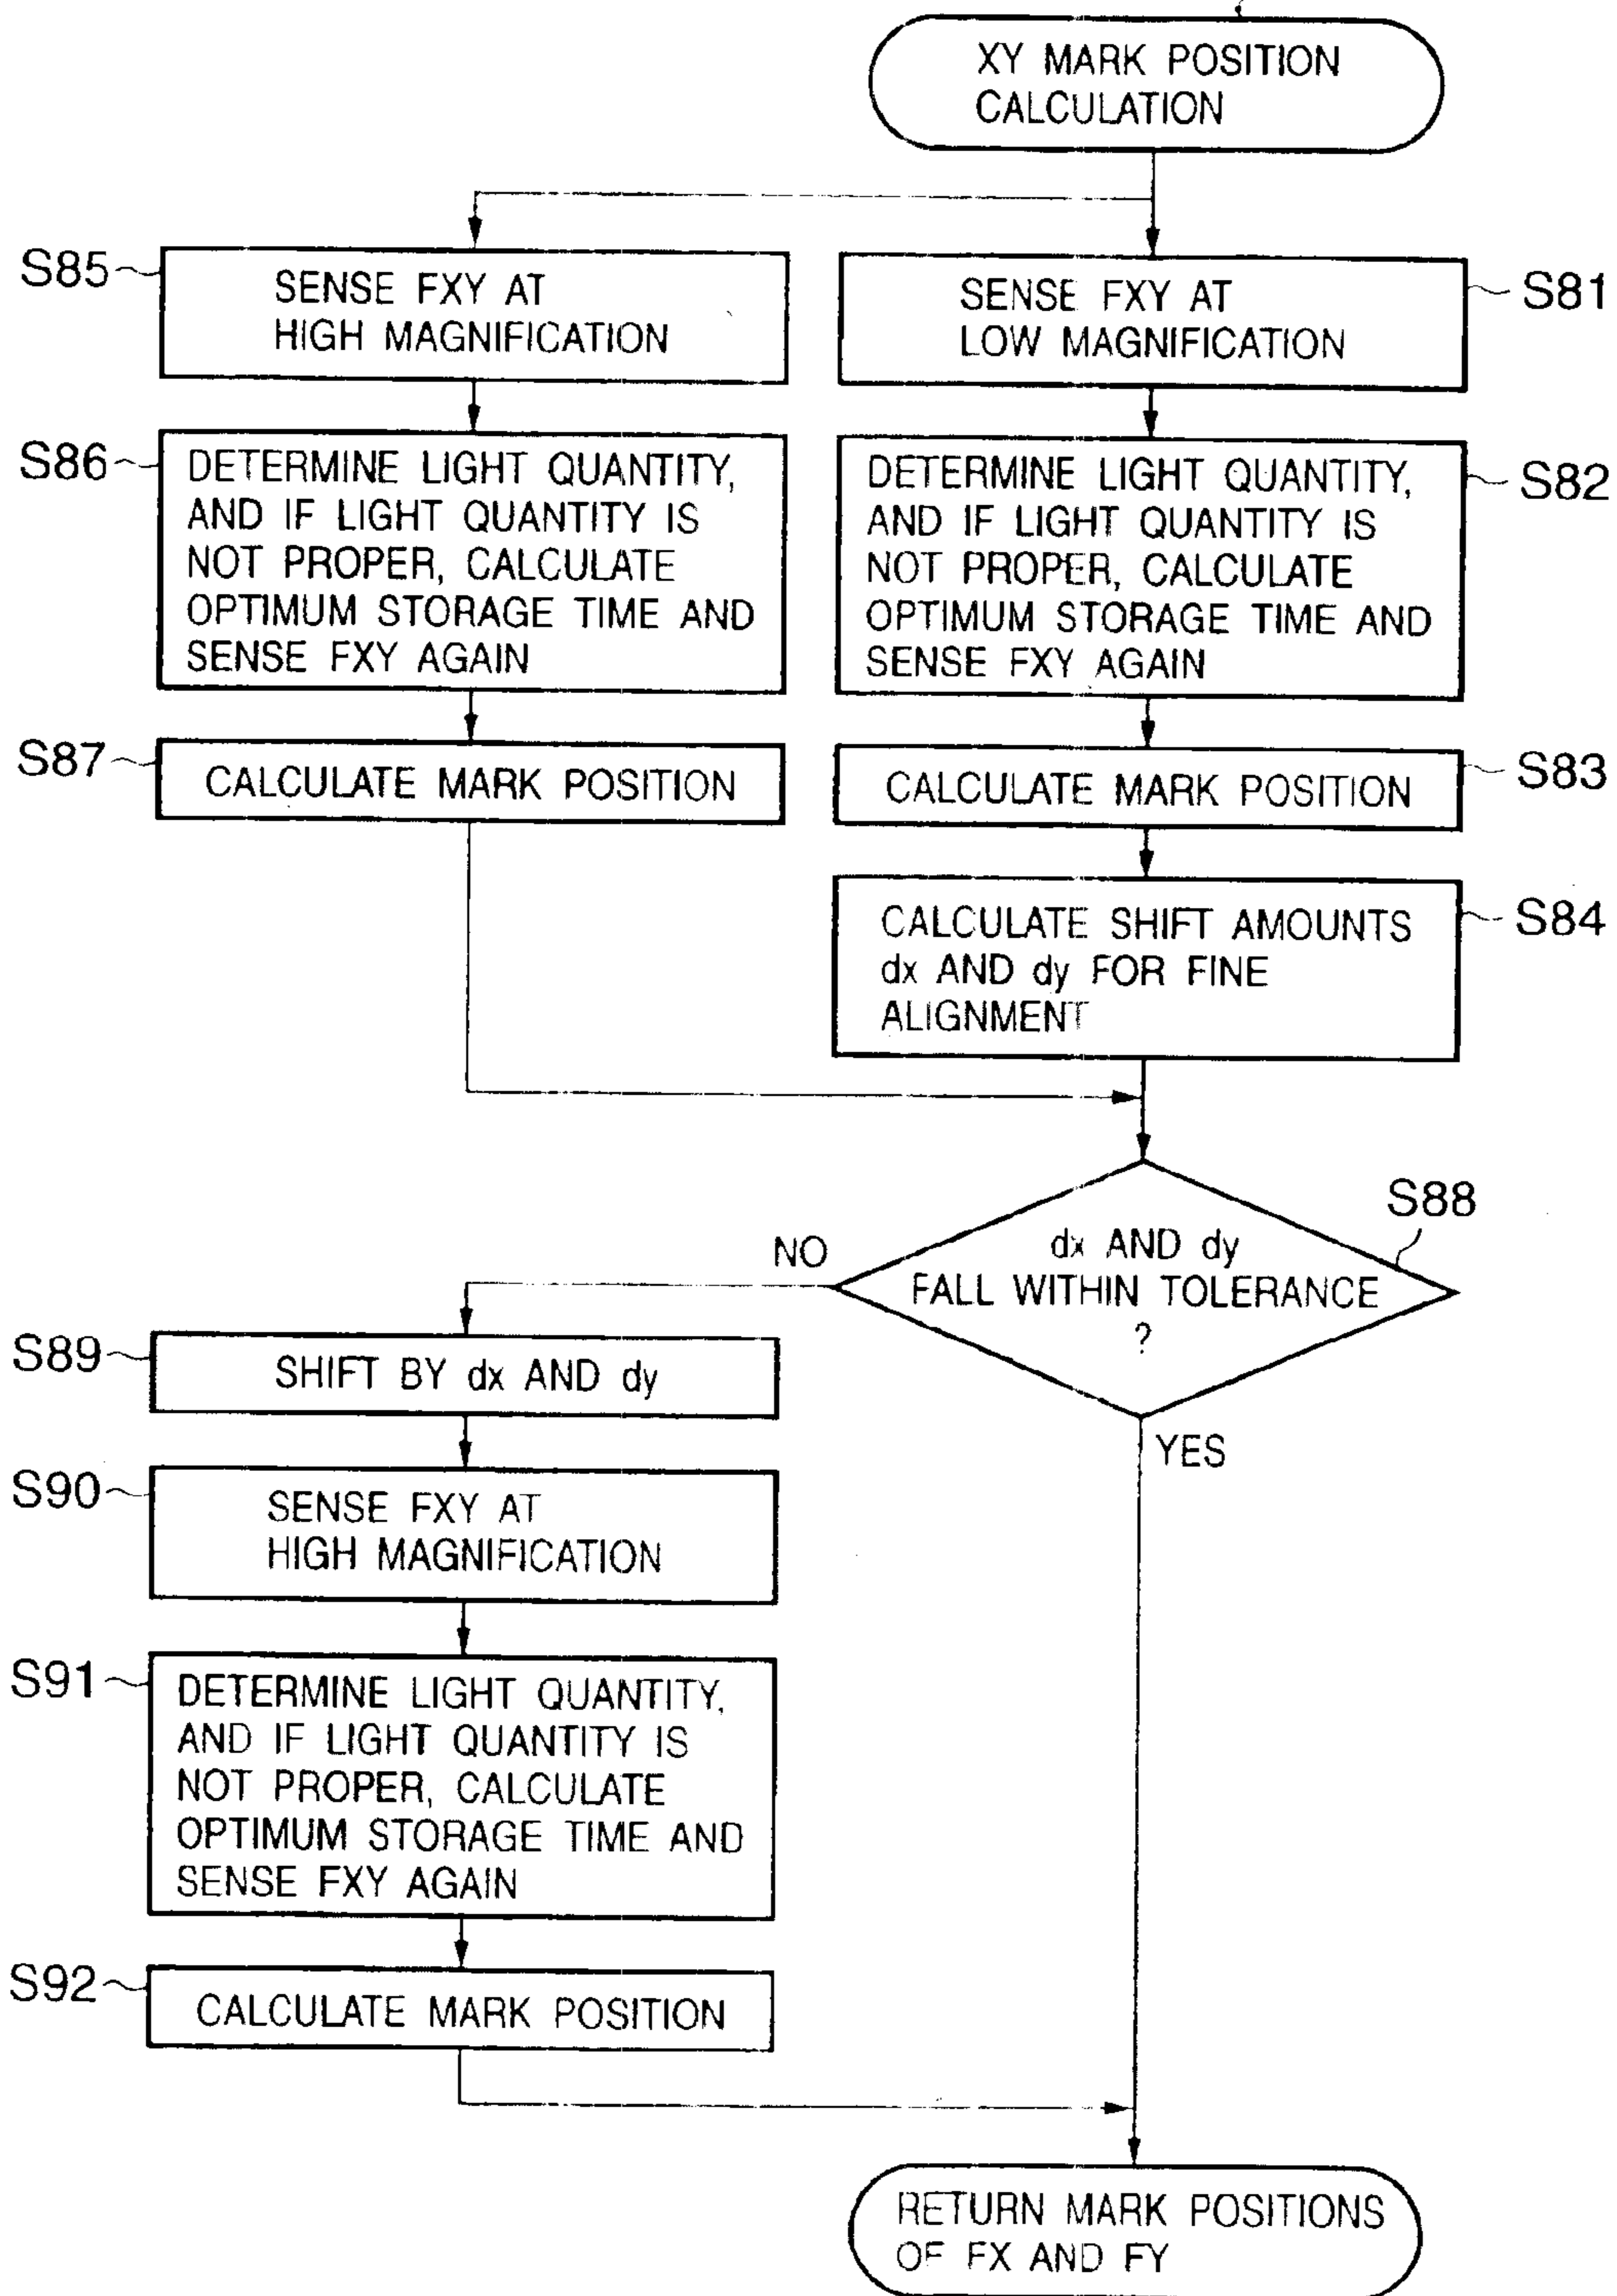 XY MARK POSITION
CALCULATION
S85
SENSE FXY AT
HIGH MAGNIFICATION
SENSE FXY AT
LOW MAGNIFICATION
S81
S86
DETERMINE LIGHT QUANTITY,
AND IF LIGHT QUANTITY IS
NOT PROPER, CALCULATE
OPTIMUM STORAGE TIME AND
SENSE FXY AGAIN
DETERMINE LIGHT QUANTITY,
AND IF LIGHT QUANTITY IS
NOT PROPER, CALCULATE
OPTIMUM STORAGE TIME AND
SENSE FXY AGAIN
S82
S87
CALCULATE MARK POSITION
CALCULATE MARK POSITION
S83
CALCULATE SHIFT AMOUNTS
dx AND dy FOR FINE
ALIGNMENT
S84
S88
dx AND dy
FALL WITHIN TOLERANCE
?
NO
YES
S89
SHIFT BY dx AND dy
S90
SENSE FXY AT
HIGH MAGNIFICATION
S91
DETERMINE LIGHT QUANTITY,
AND IF LIGHT QUANTITY IS
NOT PROPER, CALCULATE
OPTIMUM STORAGE TIME AND
SENSE FXY AGAIN
S92
CALCULATE MARK POSITION
RETURN MARK POSITIONS
OF FX AND FY